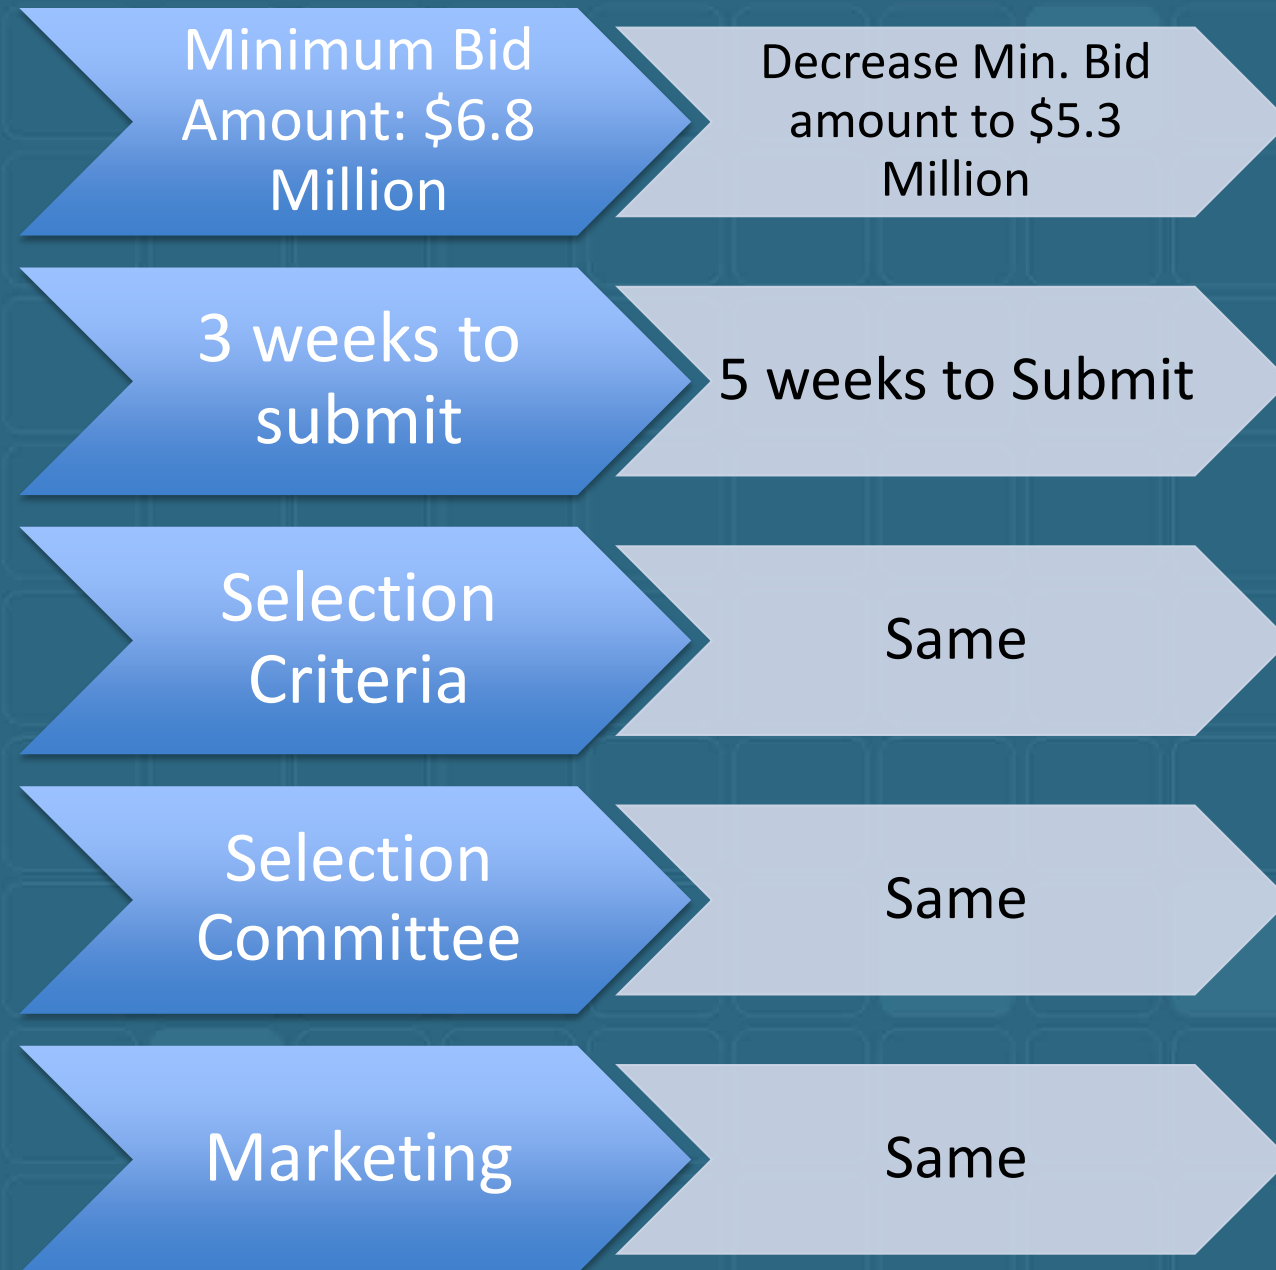 Minimum Bid
Amount: $6.8
Million
Decrease Min. Bid
amount to $5.3
Million
3 weeks to
submit
5 weeks to Submit
Selection
Criteria
Same
Selection
Committee
Same
Marketing
Same